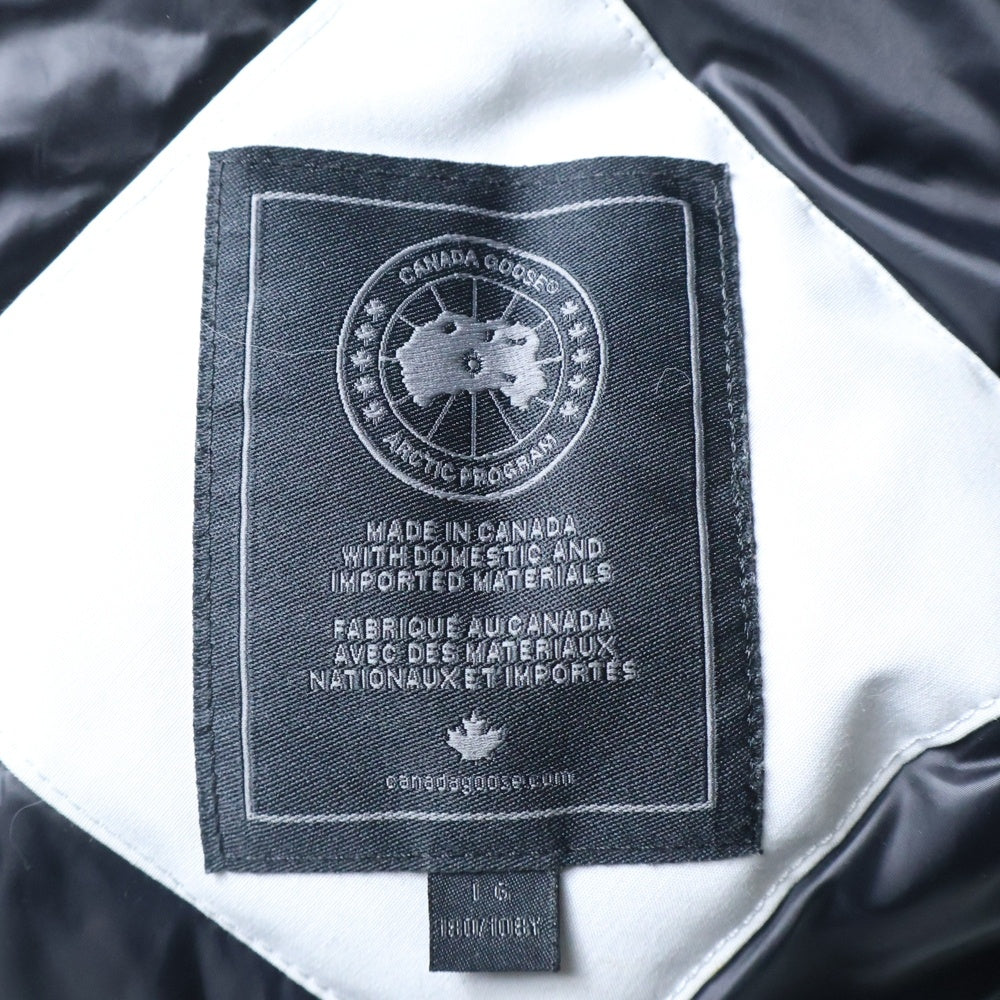 CANADA GOOSE®
ARCTIC PROGRAM
MADE IN CANADA
WITH DOMESTIC AND
IMPORTED MATERIALS
FABRIQUÉ AU CANADA
AVEC DES MATERIAUX
NATIONAUX ET IMPORTÉS
canadagoose.com
L G
180/108Y